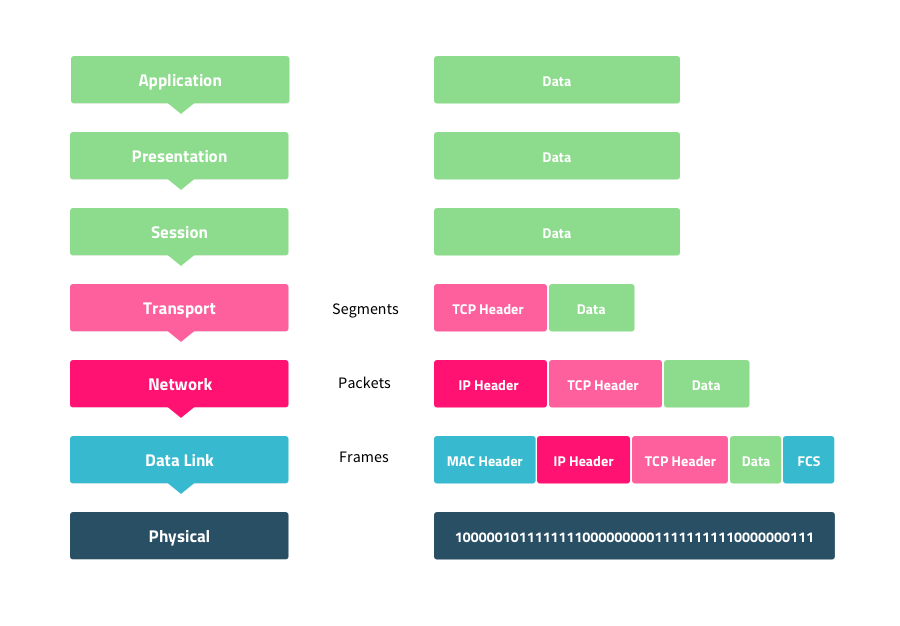 Application
Data
Presentation
Data
Session
Data
Transport
Segments
TCP Header
Data
Network
Packets
IP Header
TCP Header
Data
Data Link
Frames
MAC Header
IP Header
TCP Header
Data
FCS
Physical
1000001011111111000000000011111111110000000111